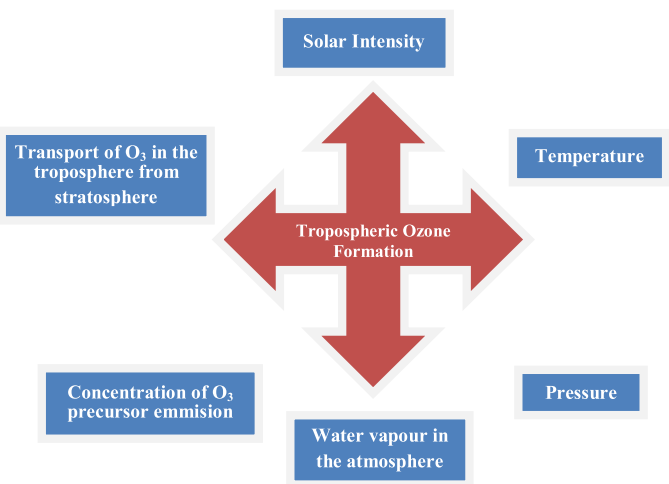 Solar Intensity
Transport of O₃ in the
troposphere from
stratosphere
Temperature
Tropospheric Ozone
Formation
Concentration of O₃
precursor emmision
Pressure
Water vapour in
the atmosphere